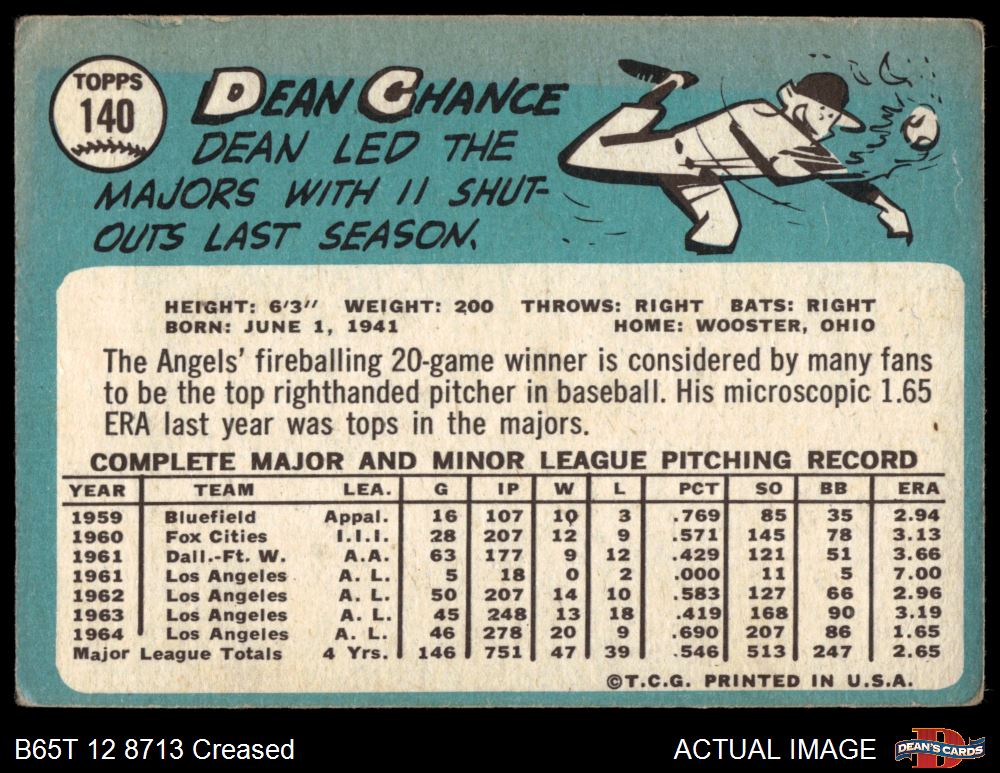 TOPPS
140
DEAN CHANCE
DEAN LED THE
MAJORS WITH 11 SHUT-
OUTS LAST SEASON.
HEIGHT: 6'3" WEIGHT: 200 THROWS: RIGHT BATS: RIGHT
BORN: JUNE 1, 1941 HOME: WOOSTER, OHIO
The Angels' fireballing 20-game winner is considered by many fans
to be the top righthanded pitcher in baseball. His microscopic 1.65
ERA last year was tops in the majors.
COMPLETE MAJOR AND MINOR LEAGUE PITCHING RECORD
YEAR TEAM LEA. G IP W L PCT SO BB ERA
1959 Bluefield Appal. 16 107 10 3 .769 85 35 2.94
1960 Fox Cities I.I.I. 28 207 12 9 .571 145 78 3.13
1961 Dall.-Ft. W. A.A. 63 177 9 12 .429 121 51 3.66
1961 Los Angeles A. L. 5 18 0 2 .000 11 5 7.00
1962 Los Angeles A. L. 50 207 14 10 .583 127 66 2.96
1963 Los Angeles A. L. 45 248 13 18 .419 168 90 3.19
1964 Los Angeles A. L. 46 278 20 9 .690 207 86 1.65
Major League Totals 4 Yrs. 146 751 47 39 .546 513 247 2.65
©T.C.G. PRINTED IN U.S.A.
B65T 12 8713 Creased ACTUAL IMAGE
DEAN'S CARDS